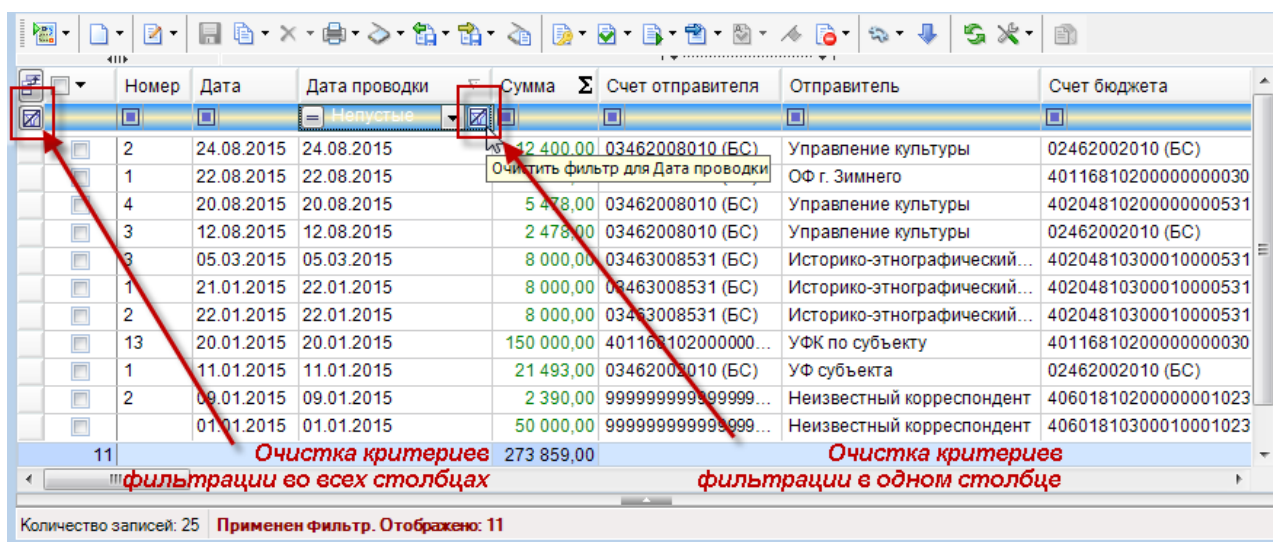 Номер Дата Дата проводки Сумма Σ Счет отправителя Отправитель Счет бюджета
Непустые
2 24.08.2015 24.08.2015 12 400,00 03462008010 (БС) Управление культуры 02462002010 (БС)
Очистить фильтр для Дата проводки
1 22.08.2015 22.08.2015 ОФ г. Зимнего 40116810200000000030
4 20.08.2015 20.08.2015 5 478,00 03462008010 (БС) Управление культуры 40204810200000000531
3 12.08.2015 12.08.2015 2 478,00 03462008010 (БС) Управление культуры 02462002010 (БС)
3 05.03.2015 05.03.2015 8 000,00 03463008531 (БС) Историко-этнографический... 40204810300010000531
1 21.01.2015 22.01.2015 8 000,00 03463008531 (БС) Историко-этнографический... 40204810300010000531
2 22.01.2015 22.01.2015 8 000,00 03463008531 (БС) Историко-этнографический... 40204810300010000531
13 20.01.2015 20.01.2015 150 000,00 401168102000000... УФК по субъекту 40116810200000000030
1 11.01.2015 11.01.2015 21 493,00 03462002010 (БС) УФ субъекта 02462002010 (БС)
2 09.01.2015 09.01.2015 2 390,00 999999999999999... Неизвестный корреспондент 40601810200000001023
01.01.2015 01.01.2015 50 000,00 999999999999999... Неизвестный корреспондент 40601810300010001023
11 273 859,00
Очистка критериев
фильтрации во всех столбцах
Очистка критериев
фильтрации в одном столбце
Количество записей: 25 Применен фильтр. Отображено: 11